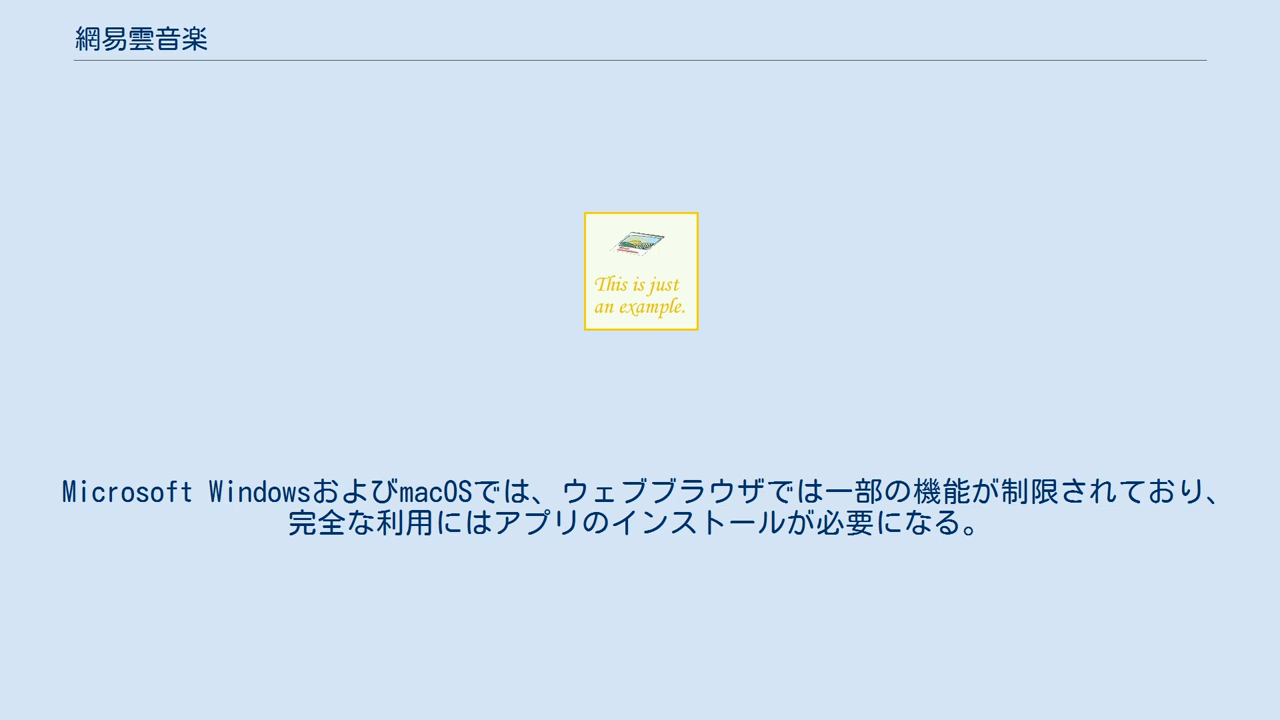 網易雲音楽
This is just
an example.
Microsoft WindowsおよびmacOSでは、ウェブブラウザでは一部の機能が制限されており、
完全な利用にはアプリのインストールが必要になる。